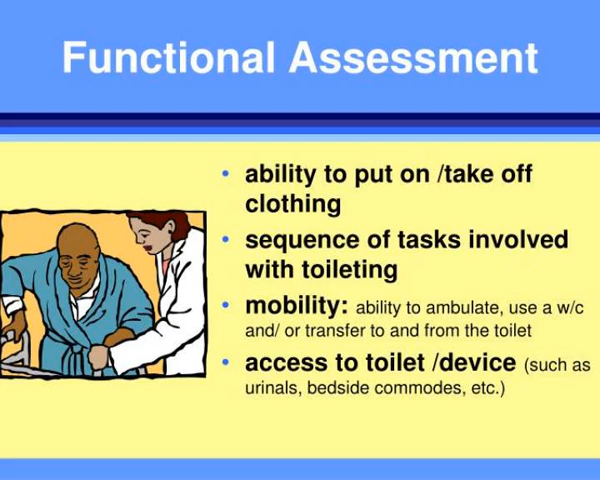 Functional Assessment
• ability to put on /take off
clothing
• sequence of tasks involved
with toileting
• mobility: ability to ambulate, use a w/c
and/ or transfer to and from the toilet
• access to toilet /device (such as
urinals, bedside commodes, etc.)